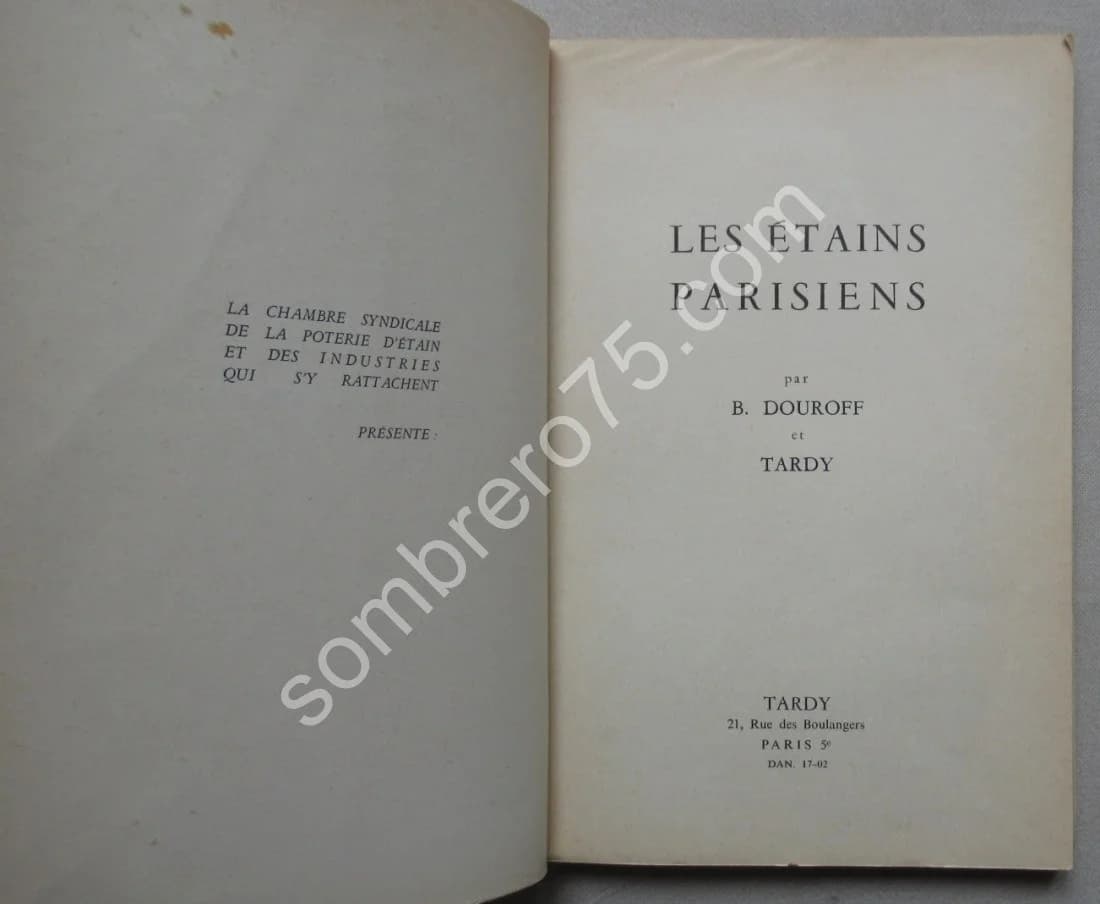 LA CHAMBRE SYNDICALE
DE LA POTERIE D'ÉTAIN
ET DES INDUSTRIES
QUI S'Y RATTACHENT
PRÉSENTE :
LES ÉTAINS
PARISIENS
par
B. DOUROFF
et
TARDY
TARDY
21, Rue des Boulangers
PARIS 5e
DAN. 17-02
sombrero75.com